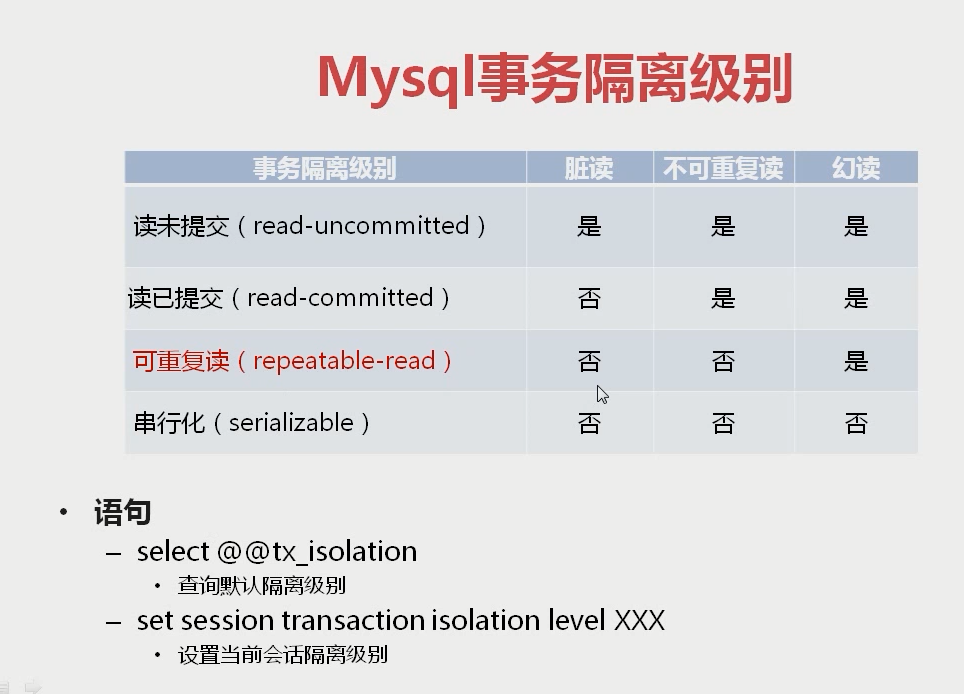 Mysql事务隔离级别
事务隔离级别 脏读 不可重复读 幻读
读未提交（read-uncommitted） 是 是 是
读已提交（read-committed） 否 是 是
可重复读（repeatable-read） 否 否 是
串行化（serializable） 否 否 否
• 语句
– select @@tx_isolation
• 查询默认隔离级别
– set session transaction isolation level XXX
• 设置当前会话隔离级别